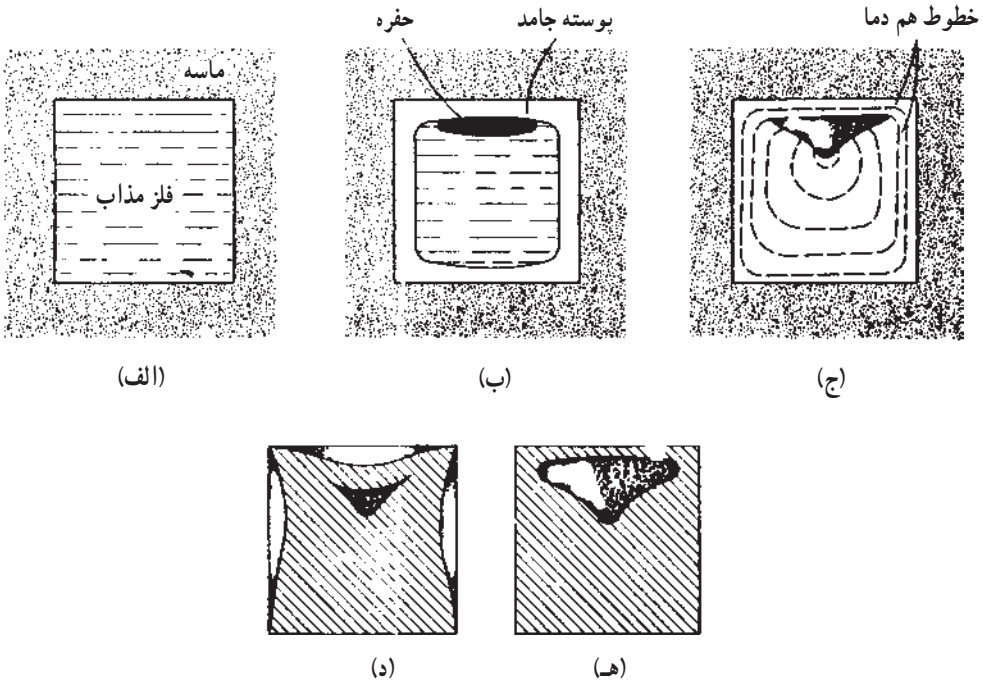 خطوط هم دما
پوسته جامد
حفره
ماسه
فلز مذاب
(ج)
(ب)
(الف)
(هـ)
(د)